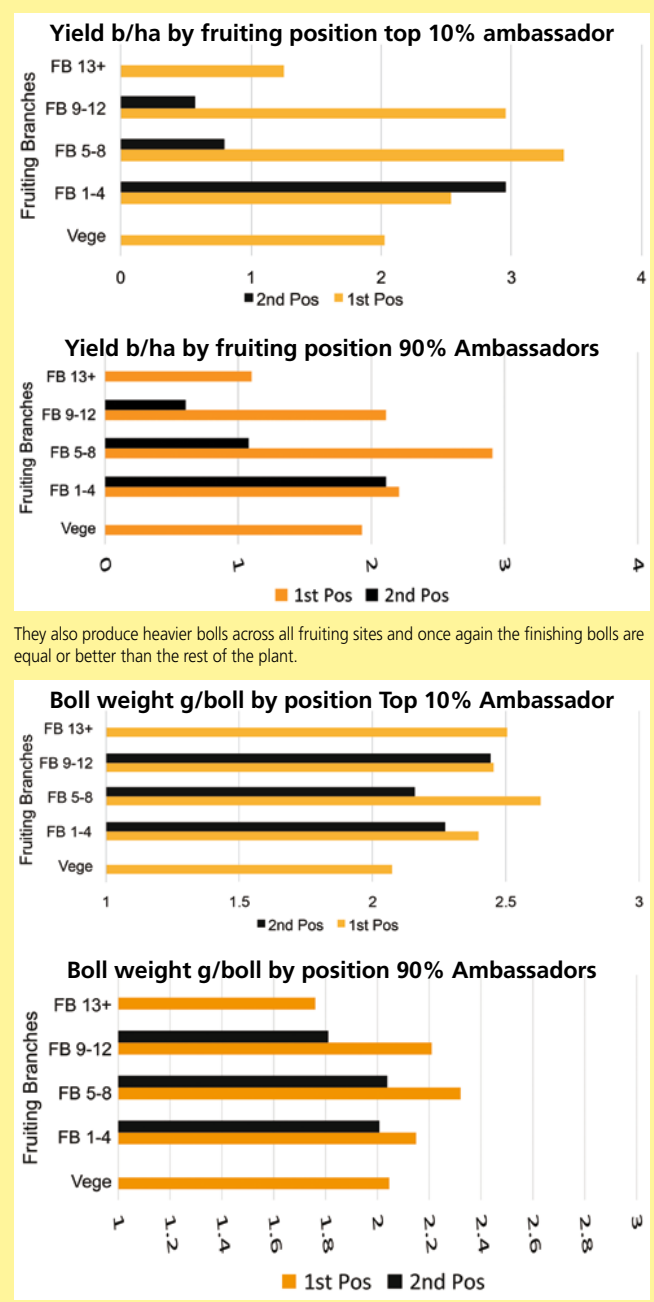 Yield b/ha by fruiting position top 10% ambassador
Fruiting Branches
FB 13+
FB 9-12
FB 5-8
FB 1-4
Vege
0 1 2 3 4
2nd Pos 1st Pos
Yield b/ha by fruiting position 90% Ambassadors
Fruiting Branches
FB 13+
FB 9-12
FB 5-8
FB 1-4
Vege
0 1 2 3 4
1st Pos 2nd Pos
They also produce heavier bolls across all fruiting sites and once again the finishing bolls are
equal or better than the rest of the plant.
Boll weight g/boll by position Top 10% Ambassador
Fruiting Branches
FB 13+
FB 9-12
FB 5-8
FB 1-4
Vege
1 1.5 2 2.5 3
2nd Pos 1st Pos
Boll weight g/boll by position 90% Ambassadors
Fruiting Branches
FB 13+
FB 9-12
FB 5-8
FB 1-4
Vege
1 1.2 1.4 1.6 1.8 2 2.2 2.4 2.6 2.8 3
1st Pos 2nd Pos